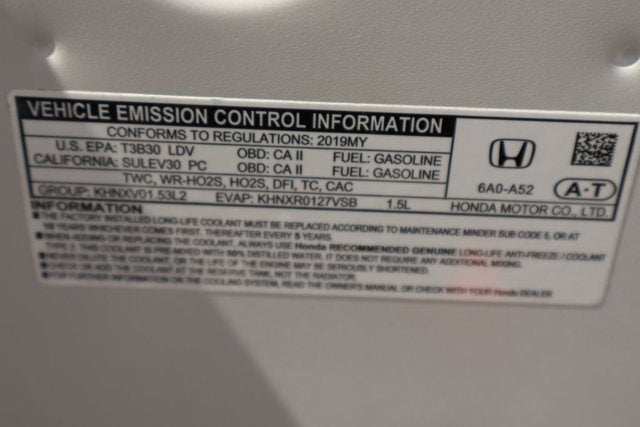 VEHICLE EMISSION CONTROL INFORMATION
CONFORMS TO REGULATIONS: 2019MY
U.S. EPA: T3B30 LDV OBD: CA II FUEL: GASOLINE
CALIFORNIA: SULEV30 PC OBD: CA II FUEL: GASOLINE
TWC, WR-HO2S, HO2S, DFI, TC, CAC
GROUP: KHNXV01.53L2 EVAP: KHNXR0127VSB 1.5L
6A0-A52 A-T
HONDA MOTOR CO., LTD.
INFORMATION
THE FACTORY INSTALLED LONG-LIFE COOLANT MUST BE REPLACED ACCORDING TO MAINTENANCE MINDER SUB CODE 5, OR AT
10 YEARS WHICHEVER COMES FIRST. THEREAFTER EVERY 5 YEARS.
WHEN ADDING OR REPLACING THE COOLANT, ALWAYS USE Honda RECOMMENDED GENUINE LONG-LIFE ANTI-FREEZE / COOLANT
TYPE 2. THIS COOLANT IS PRE-MIXED WITH 50% DISTILLED WATER. IT DOES NOT REQUIRE ANY ADDITIONAL MIXING.
NEVER DILUTE THE COOLANT, OR THE LIFE OF THE ENGINE MAY BE SERIOUSLY SHORTENED.
CHECK OR ADD THE COOLANT AT THE RESERVE TANK, NOT THE RADIATOR.
FOR FURTHER INFORMATION ON THE COOLING SYSTEM, READ THE OWNER'S MANUAL OR CHECK WITH YOUR Honda DEALER.